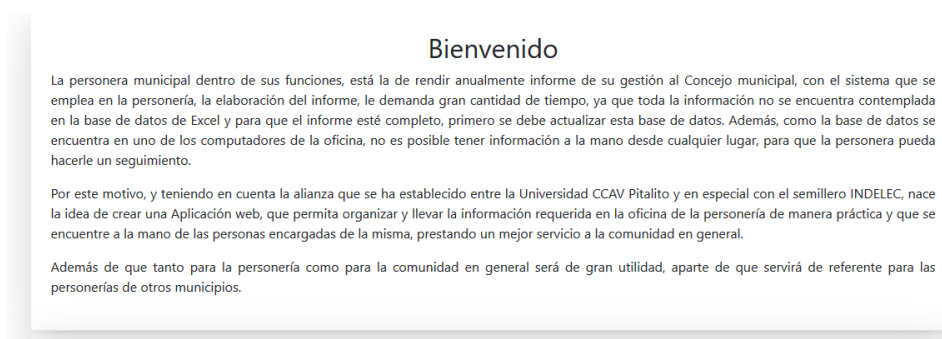 Bienvenido
La personera municipal dentro de sus funciones, está la de rendir anualmente informe de su gestión al Concejo municipal, con el sistema que se
emplea en la personería, la elaboración del informe, le demanda gran cantidad de tiempo, ya que toda la información no se encuentra contemplada
en la base de datos de Excel y para que el informe esté completo, primero se debe actualizar esta base de datos. Además, como la base de datos se
encuentra en uno de los computadores de la oficina, no es posible tener información a la mano desde cualquier lugar, para que la personera pueda
hacerle un seguimiento.
Por este motivo, y teniendo en cuenta la alianza que se ha establecido entre la Universidad CCAV Pitalito y en especial con el semillero INDELEC, nace
la idea de crear una Aplicación web, que permita organizar y llevar la información requerida en la oficina de la personería de manera práctica y que se
encuentre a la mano de las personas encargadas de la misma, prestando un mejor servicio a la comunidad en general.
Además de que tanto para la personería como para la comunidad en general será de gran utilidad, aparte de que servirá de referente para las
personerías de otros municipios.